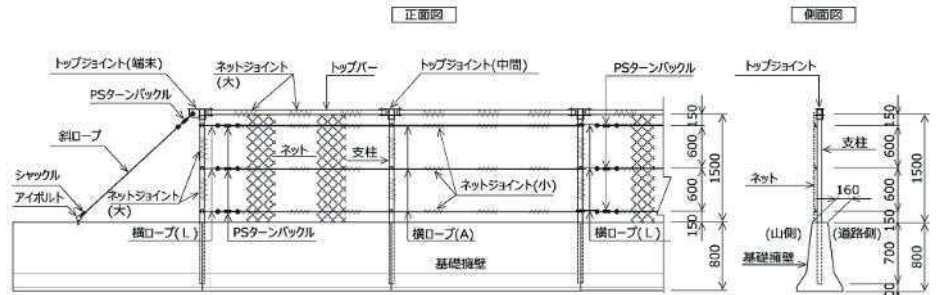 正面図
側面図
トップジョイント(端末)
ネットジョイント
(大)
トップバー
トップジョイント(中間)
PSターンバックル
トップジョイント
PSターンバックル
斜ロープ
ネット
支柱
シャックル
アイボルト
ネットジョイント
(大)
ネットジョイント(小)
横ロープ(L)
PSターンバックル
横ロープ(A)
横ロープ(L)
基礎擁壁
150
600
600
150
1500
800
支柱
ネット
160
(山側)
(道路側)
基礎擁壁
150
600
600
150
700
1500
800